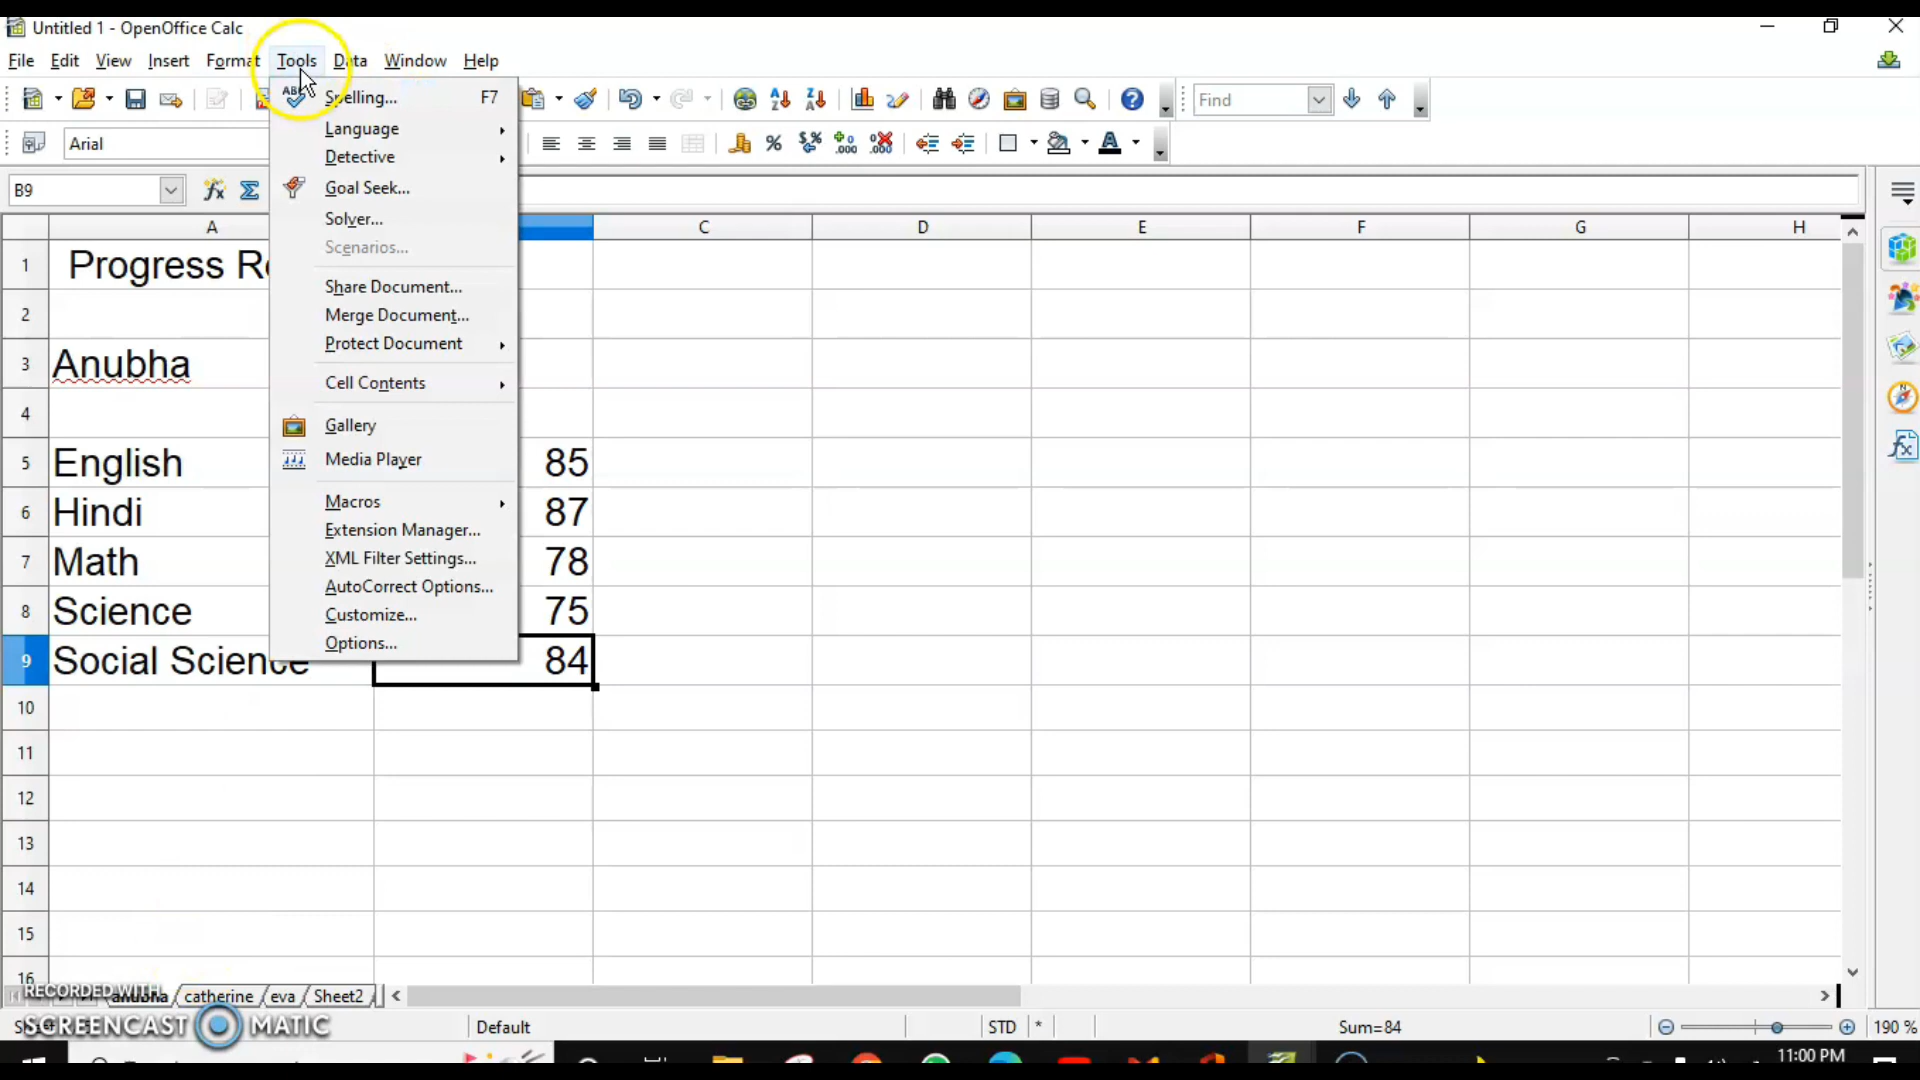 Untitled 1 - OpenOffice Calc
File Edit View Insert Format Tools Data Window Help
Find
Arial
B9
Spelling... F7
Language
Detective
Goal Seek...
Solver...
Scenarios...
Share Document...
Merge Document...
Protect Document
Cell Contents
Gallery
Media Player
Macros
Extension Manager...
XML Filter Settings...
AutoCorrect Options...
Customize...
Options...
A C D E F G H
1 Progress
2
3 Anubha
4
5 English 85
6 Hindi 87
7 Math 78
8 Science 75
9 Social Science 84
10
11
12
13
14
15
16
RECORDED WITH
anubha catherine eva Sheet2
SCREENCAST MATIC
Default STD * Sum=84 190 %
11:00 PM